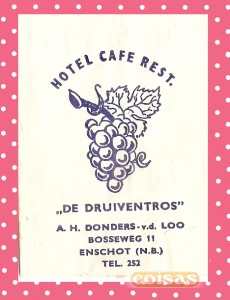 HOTEL CAFE REST.
„DE DRUIVENTROS”
A. H. DONDERS-v.d. LOO
BOSSEWEG 11
ENSCHOT (N.B.)
TEL. 252
coisas